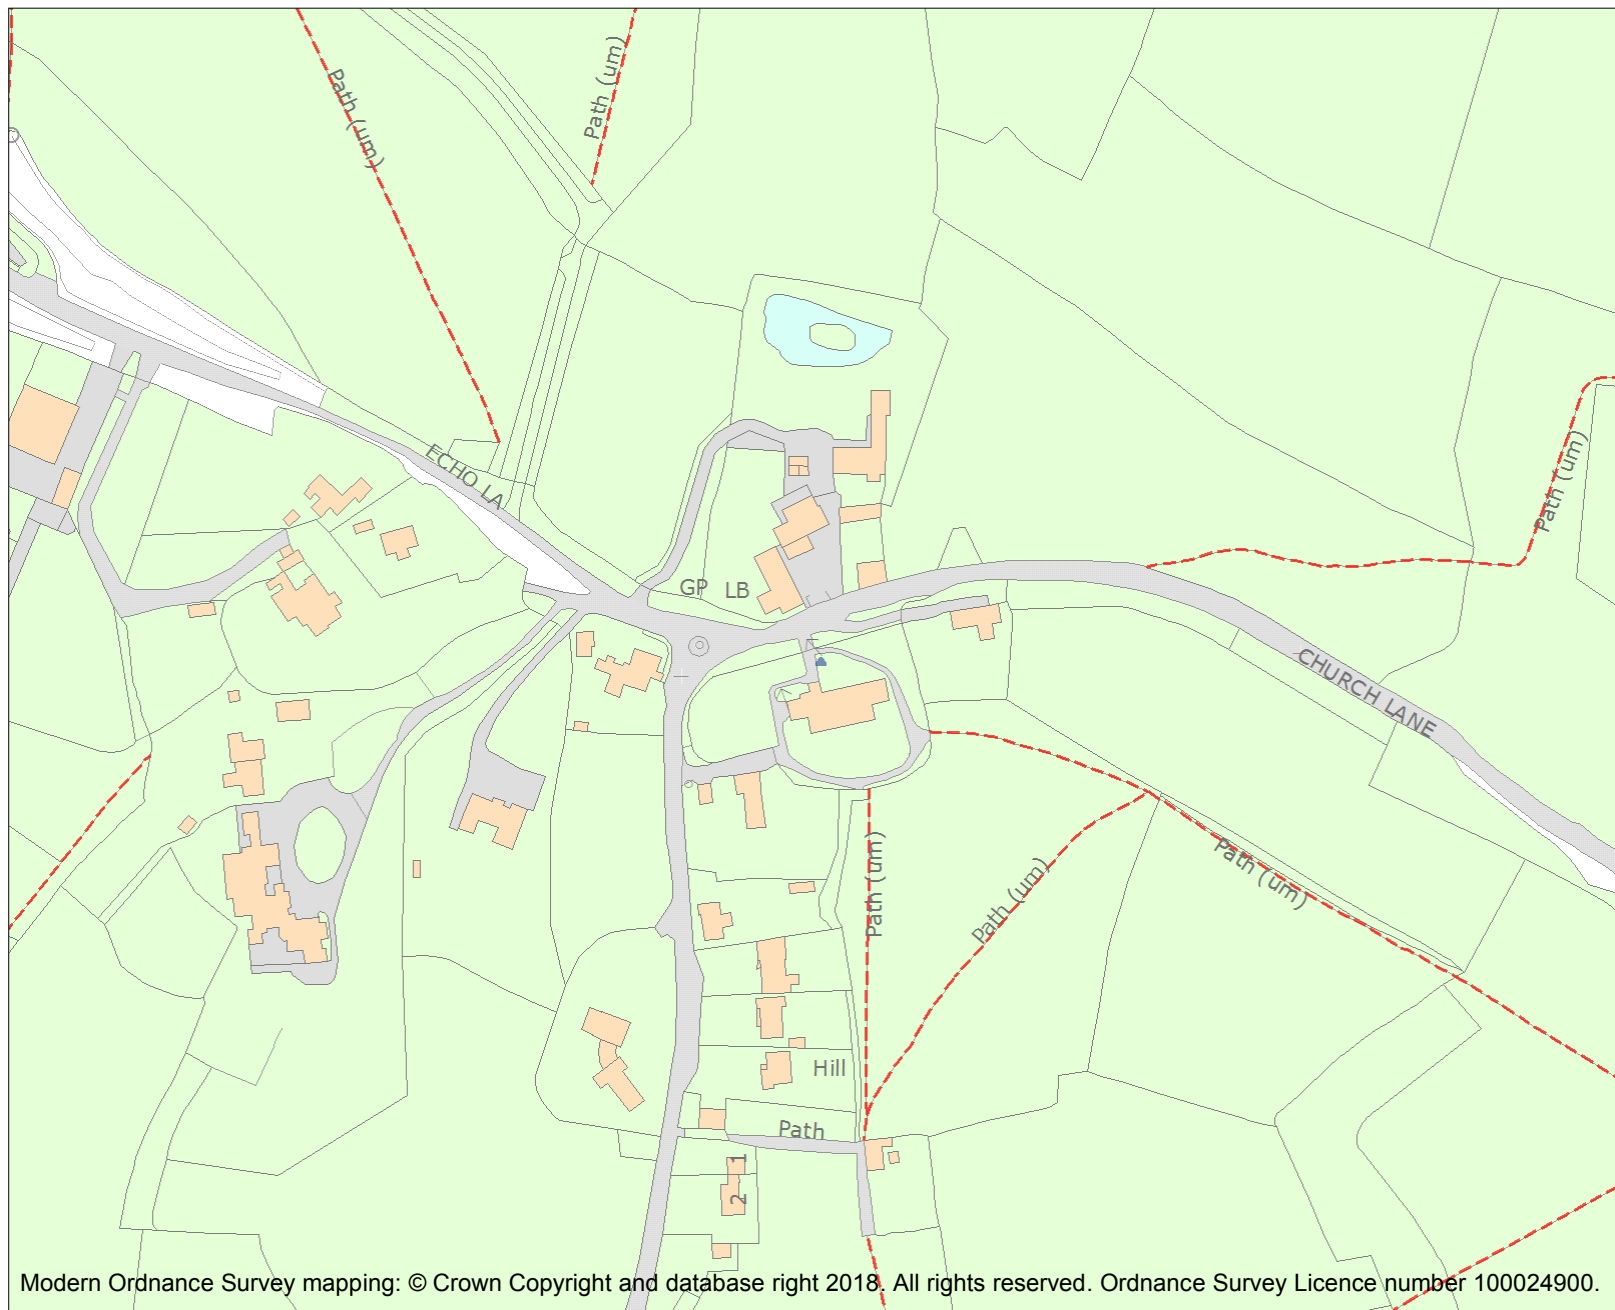 Path (um)
Path (um)
ECHO LA
Path (um)
GP LB
CHURCH LANE
Path (um)
Path (um)
Path (um)
Hill
Path
1
2
Modern Ordnance Survey mapping: © Crown Copyright and database right 2018. All rights reserved. Ordnance Survey Licence number 100024900.